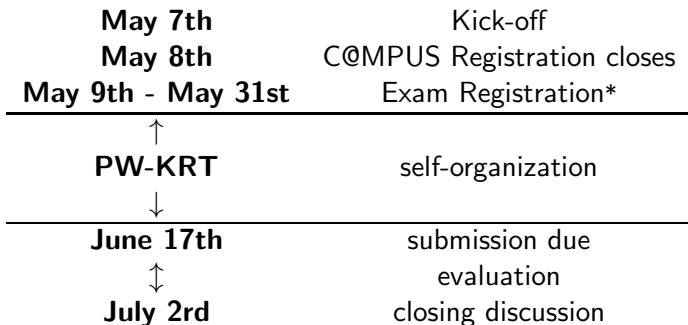 May 7th Kick-off
May 8th C@MPUS Registration closes
May 9th - May 31st Exam Registration*
↑
PW-KRT self-organization
↓
June 17th submission due
↕ evaluation
July 2rd closing discussion